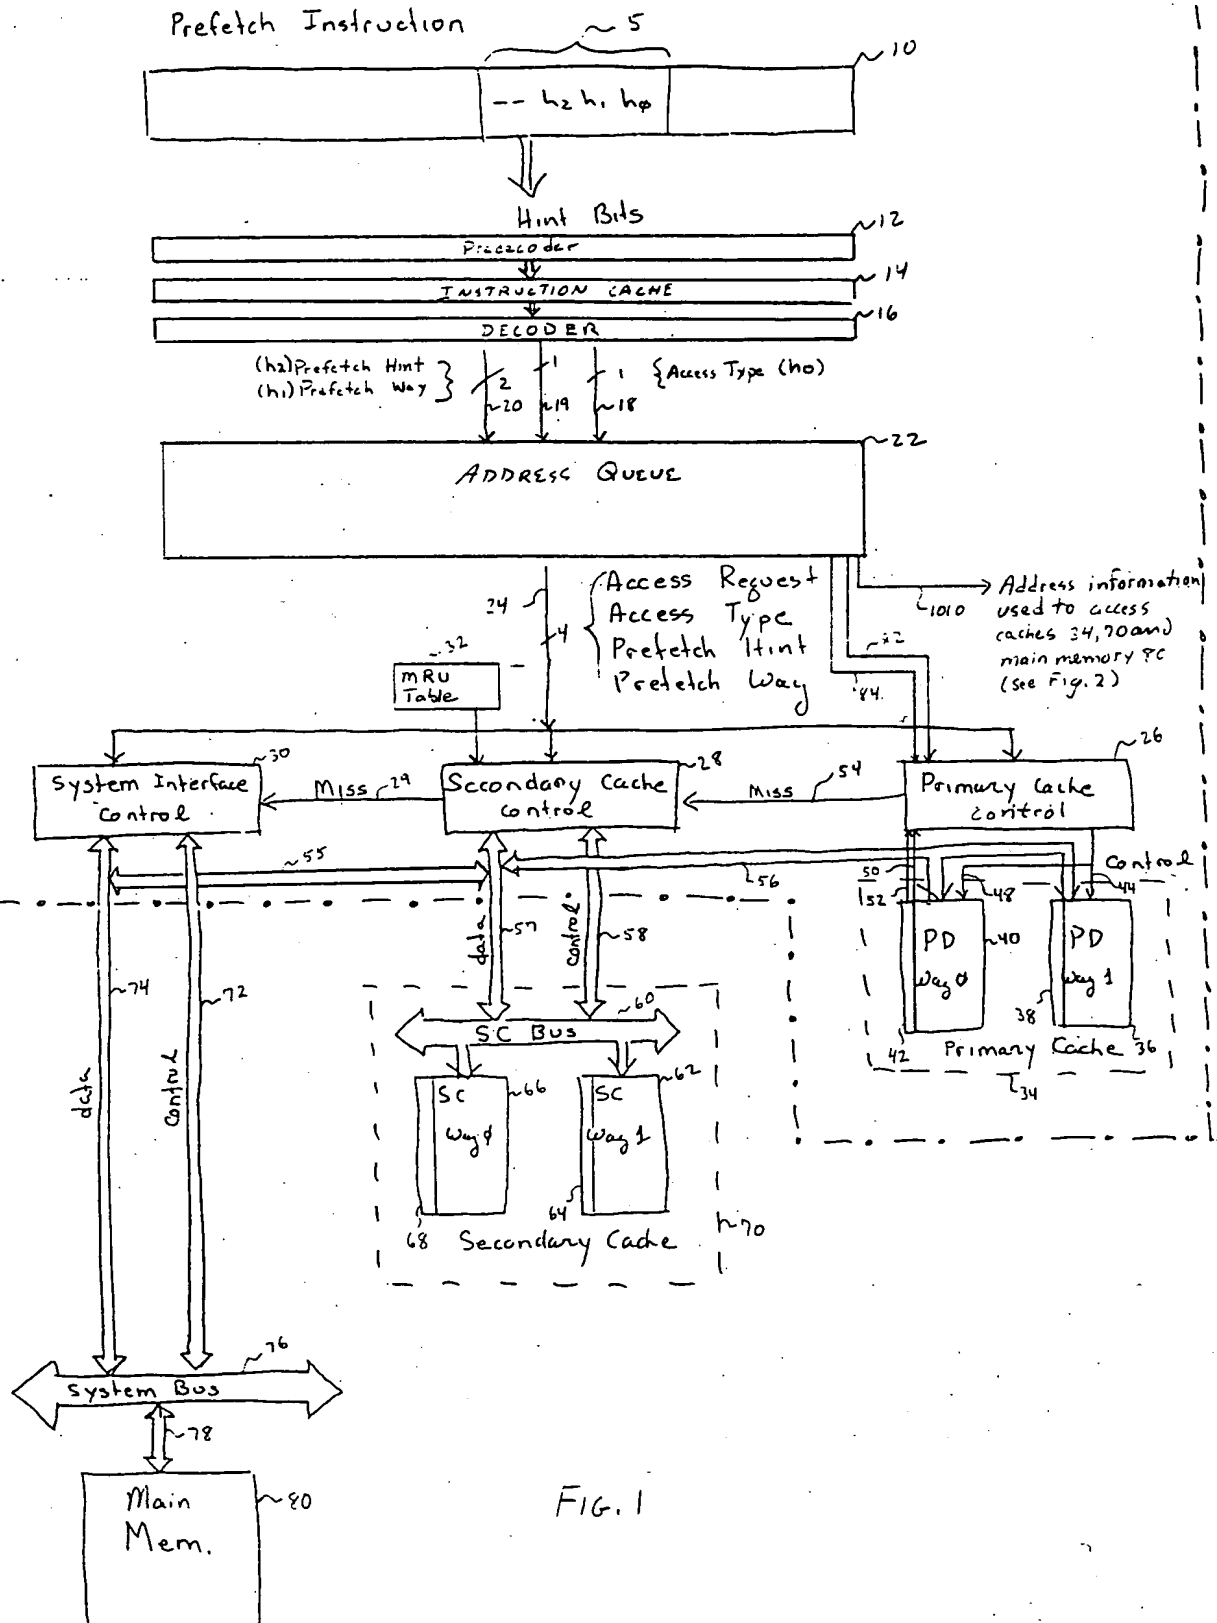 Prefetch Instruction
5
10
-- h2 h1 hø
Hint Bits
12
Predecoder
14
INSTRUCTION CACHE
16
DECODER
(h2) Prefetch Hint
(h1) Prefetch Way
2
1
1
{Access Type (h0)
20
19
18
22
ADDRESS QUEUE
24
4
Access Request
Access Type
Prefetch Hint
Prefetch Way
1010
Address information
used to access
caches 34, 70 and
main memory 80
(see Fig. 2)
84
32
MRU
Table
30
System Interface
Control
Miss
29
28
Secondary Cache
Control
Miss
54
26
Primary Cache
Control
55
56
50
52
48
Control
44
data
57
control
58
PD
Way 0
40
PD
Way 1
38
42
Primary Cache
36
34
74
72
data
control
60
SC Bus
SC
Way ø
66
SC
Way 1
62
68
64
Secondary Cache
70
76
System Bus
78
Main
Mem.
80
FIG. 1